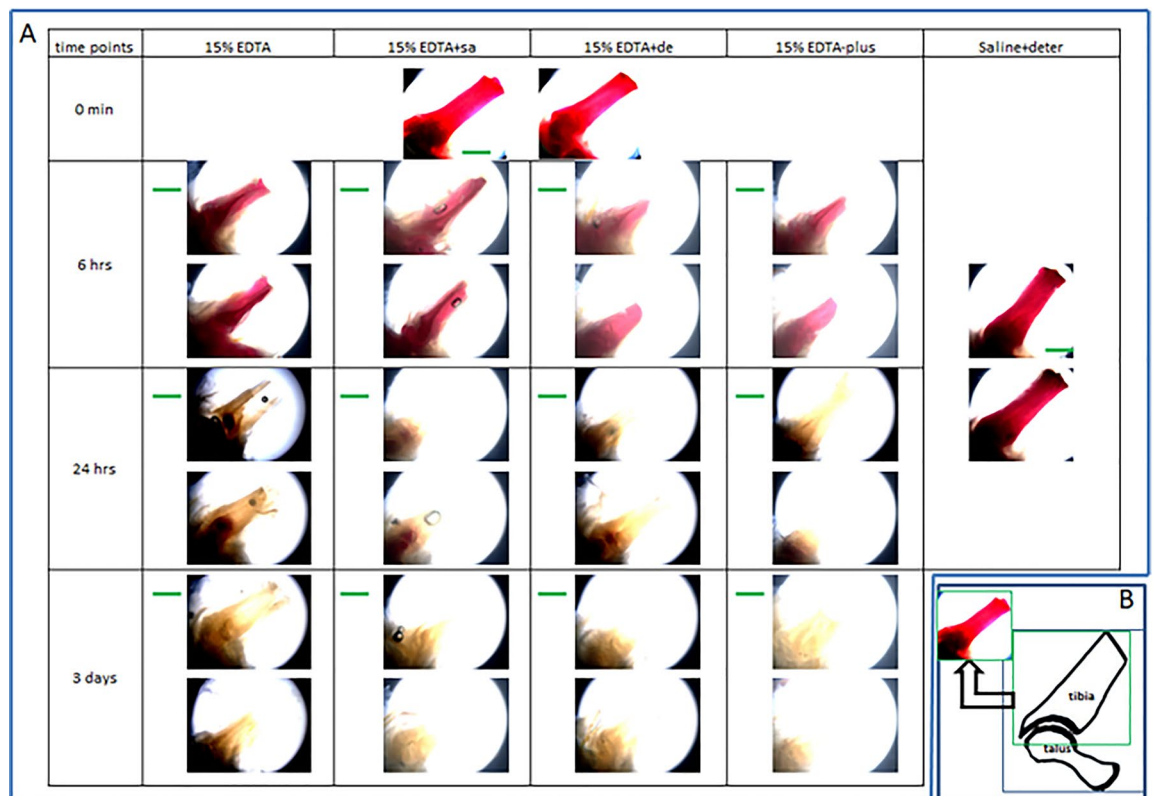 A
time points 15% EDTA 15% EDTA+sa 15% EDTA+de 15% EDTA-plus Saline+deter
0 min
6 hrs
24 hrs
3 days
B
tibia
talus